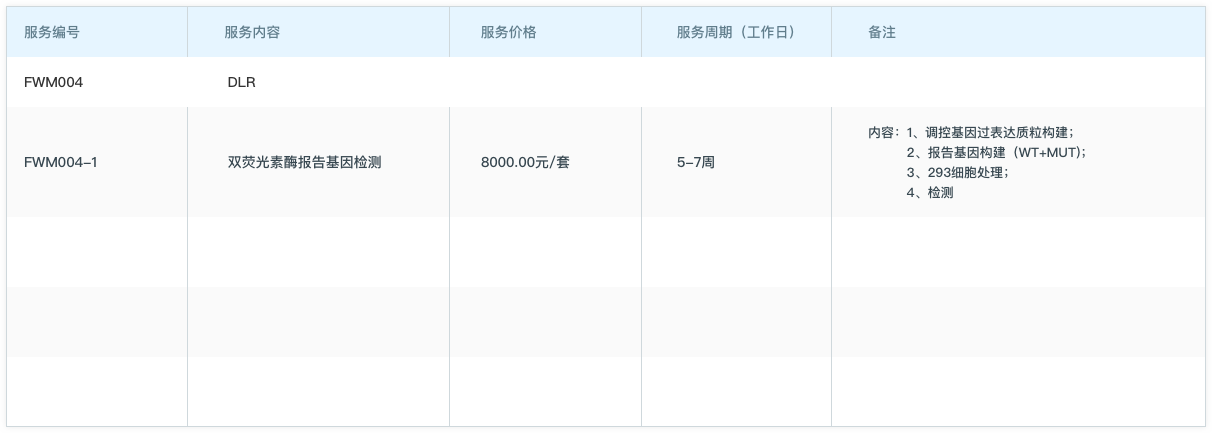 服务编号 服务内容 服务价格 服务周期（工作日） 备注
FWM004 DLR
FWM004-1 双荧光素酶报告基因检测 8000.00元/套 5-7周 内容：1、调控基因过表达质粒构建；
2、报告基因构建（WT+MUT)；
3、293细胞处理；
4、检测